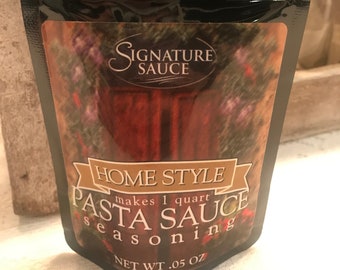 SIGNATURE
SAUCE
HOME STYLE
makes 1 quart
PASTA SAUCE
seasoning
NET WT .05 OZ